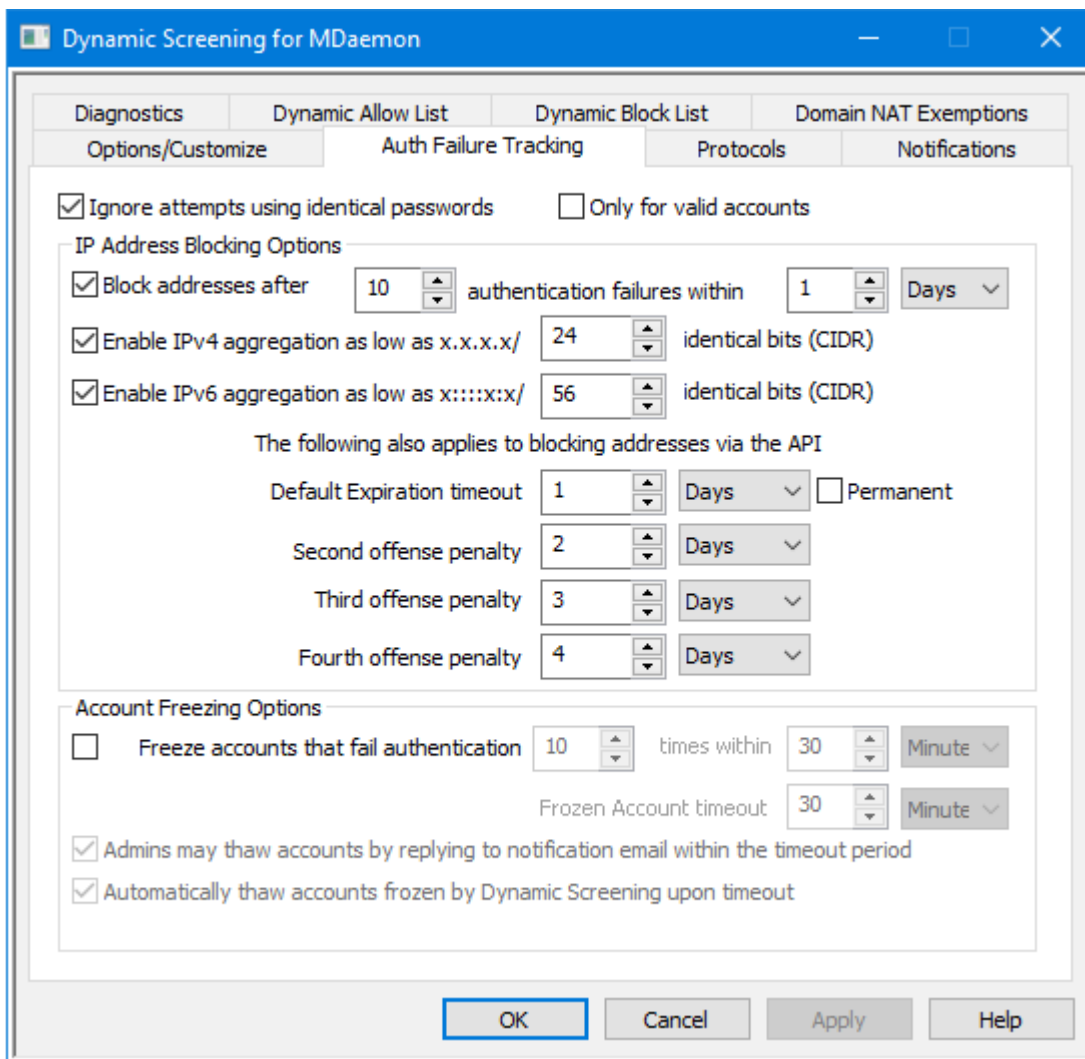 Dynamic Screening for MDaemon
Diagnostics Dynamic Allow List Dynamic Block List Domain NAT Exemptions
Options/Customize Auth Failure Tracking Protocols Notifications
Ignore attempts using identical passwords Only for valid accounts
IP Address Blocking Options
Block addresses after 10 authentication failures within 1 Days
Enable IPv4 aggregation as low as x.x.x.x/ 24 identical bits (CIDR)
Enable IPv6 aggregation as low as x::::x:x/ 56 identical bits (CIDR)
The following also applies to blocking addresses via the API
Default Expiration timeout 1 Days Permanent
Second offense penalty 2 Days
Third offense penalty 3 Days
Fourth offense penalty 4 Days
Account Freezing Options
Freeze accounts that fail authentication 10 times within 30 Minute
Frozen Account timeout 30 Minute
Admins may thaw accounts by replying to notification email within the timeout period
Automatically thaw accounts frozen by Dynamic Screening upon timeout
OK Cancel Apply Help